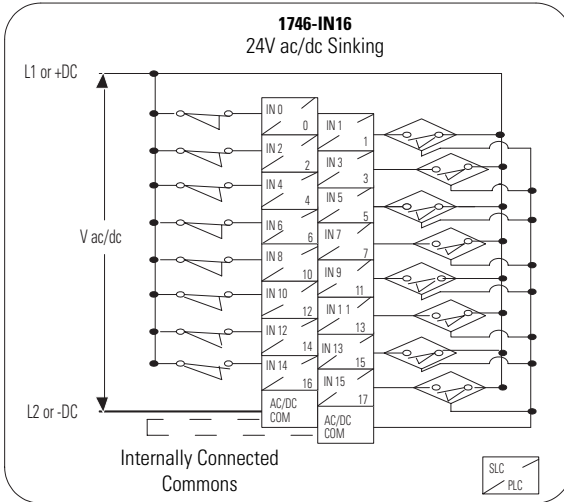 1746-IN16
24V ac/dc Sinking
L1 or +DC
IN 0
0
IN 1
1
IN 2
2
IN 3
3
IN 4
4
IN 5
5
IN 6
6
IN 7
7
V ac/dc
IN 8
10
IN 9
11
IN 10
12
IN 1 1
13
IN 12
14
IN 13
15
IN 14
16
IN 15
17
AC/DC
COM
AC/DC
COM
L2 or -DC
Internally Connected
Commons
SLC
PLC